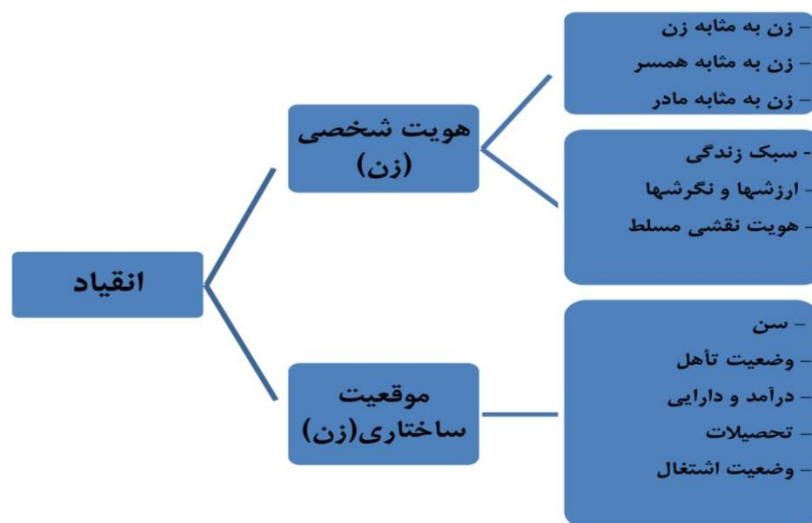 – زن به مثابه زن
– زن به مثابه همسر
– زن به مثابه مادر
هویت شخصی
(زن)
- سبک زندگی
– ارزشها و نگرشها
– هویت نقشی مسلط
انقیاد
– سن
– وضعیت تأهل
– درآمد و دارایی
– تحصیلات
– وضعیت اشتغال
موقعیت
ساختاری(زن)